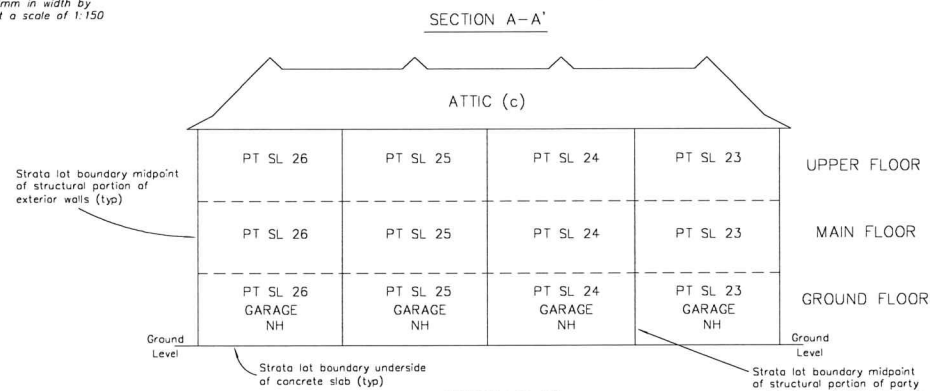 mm in width by
t a scale of 1:150
SECTION A-A'
ATTIC (c)
PT SL 26 PT SL 25 PT SL 24 PT SL 23
UPPER FLOOR
Strata lot boundary midpoint
of structural portion of
exterior walls (typ)
PT SL 26 PT SL 25 PT SL 24 PT SL 23
MAIN FLOOR
PT SL 26 PT SL 25 PT SL 24 PT SL 23
GARAGE GARAGE GARAGE GARAGE
NH NH NH NH
GROUND FLOOR
Ground
Level
Ground
Level
Strata lot boundary underside
of concrete slab (typ)
Strata lot boundary midpoint
of structural portion of party